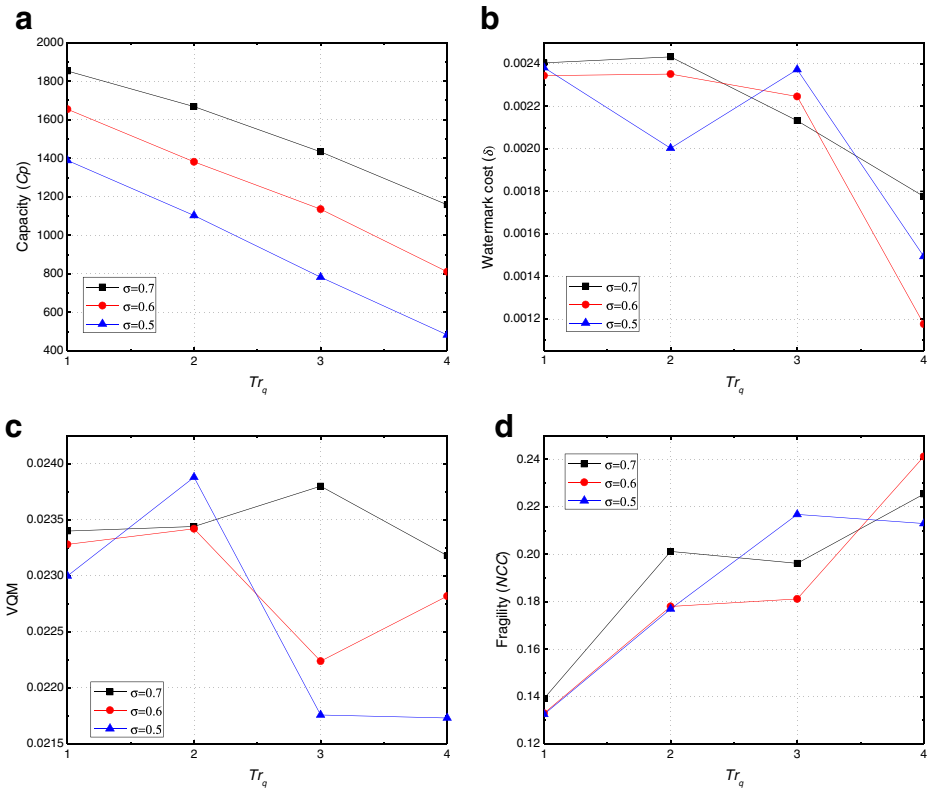 a
2000
1800
1600
1400
1200
1000
800
600
400
Capacity (Cp)
σ=0.7
σ=0.6
σ=0.5
1 2 3 4
Tr_q
b
0.0024
0.0022
0.0020
0.0018
0.0016
0.0014
0.0012
Watermark cost (δ)
σ=0.7
σ=0.6
σ=0.5
1 2 3 4
Tr_q
c
0.0240
0.0235
0.0230
0.0225
0.0220
0.0215
VQM
σ=0.7
σ=0.6
σ=0.5
1 2 3 4
Tr_q
d
0.24
0.22
0.20
0.18
0.16
0.14
0.12
Fragility (NCC)
σ=0.7
σ=0.6
σ=0.5
1 2 3 4
Tr_q